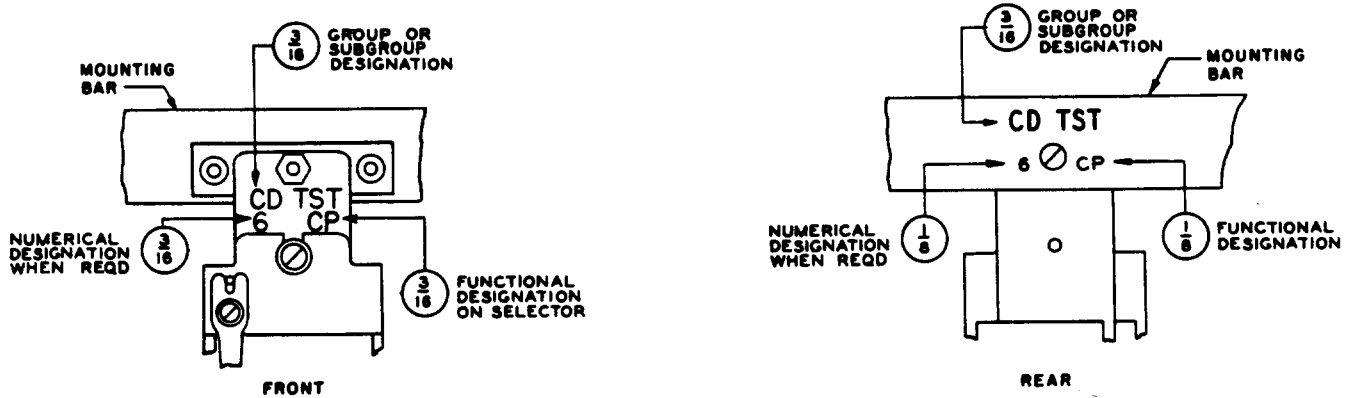 3/16 GROUP OR
SUBGROUP
DESIGNATION
MOUNTING
BAR
CD TST
6 CP
NUMERICAL
DESIGNATION
WHEN REQD
3/16
3/16 FUNCTIONAL
DESIGNATION
ON SELECTOR
FRONT
3/16 GROUP OR
SUBGROUP
DESIGNATION
MOUNTING
BAR
CD TST
6 CP
NUMERICAL
DESIGNATION
WHEN REQD
1/8
1/8 FUNCTIONAL
DESIGNATION
REAR